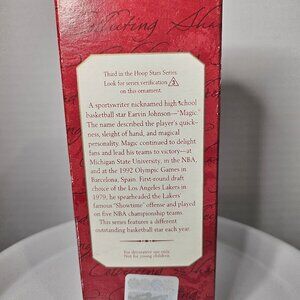 Third in the Hoop Stars Series
Look for series verification 3
on this ornament.
A sportswriter nicknamed high school
basketball star Earvin Johnson—"Magic."
The name described the player's quick-
ness, sleight of hand, and magical
personality. Magic continued to delight
fans and lead his teams to victory—at
Michigan State University, in the NBA,
and at the 1992 Olympic Games in
Barcelona, Spain. First-round draft
choice of the Los Angeles Lakers in
1979, he spearheaded the Lakers
famous "Showtime" offense and played
on five NBA championship teams.
This series features a different
outstanding basketball star each year.
For decorative use only.
Not for young children.